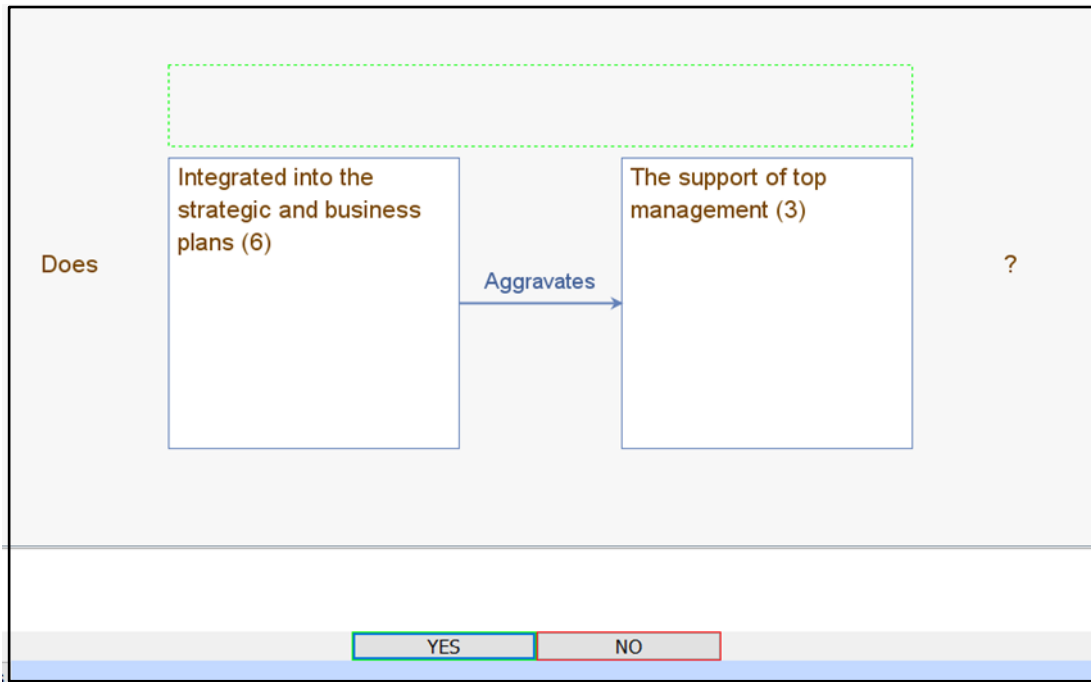 Integrated into the
strategic and business
plans (6)
The support of top
management (3)
Does
Aggravates
?
YES
NO